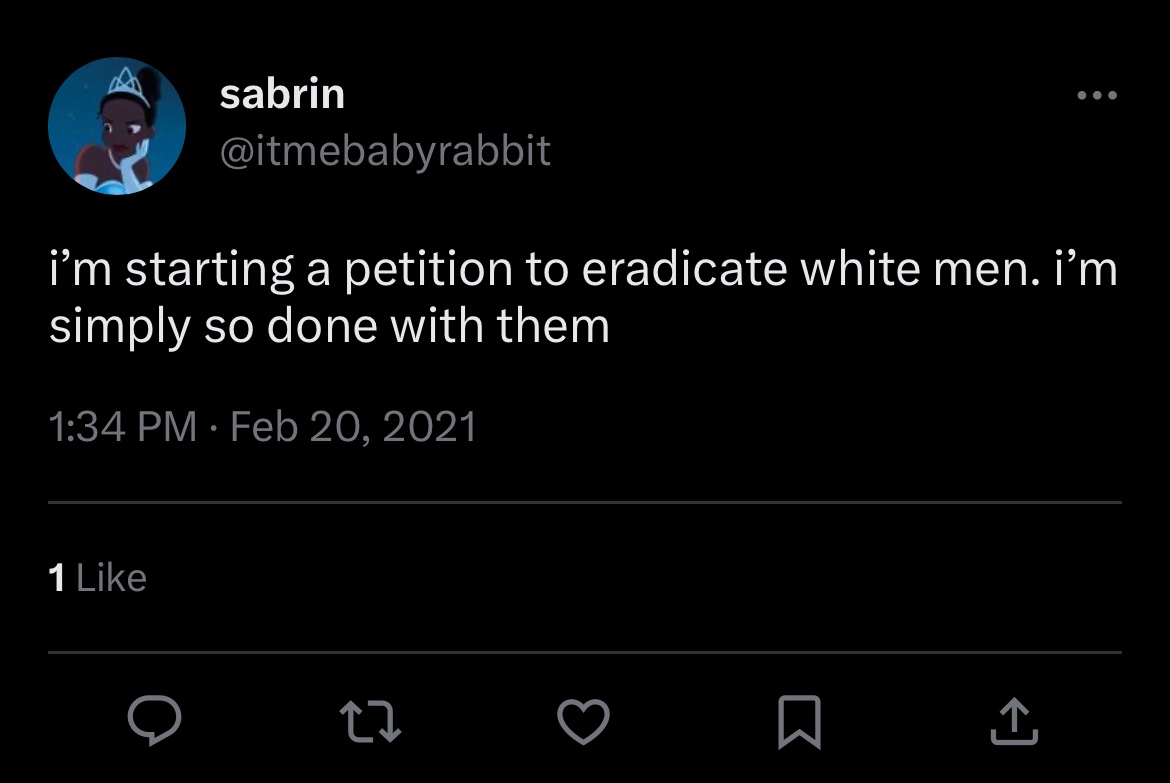 sabrin
@itmebabyrabbit
i’m starting a petition to eradicate white men. i’m
simply so done with them
1:34 PM · Feb 20, 2021
1 Like